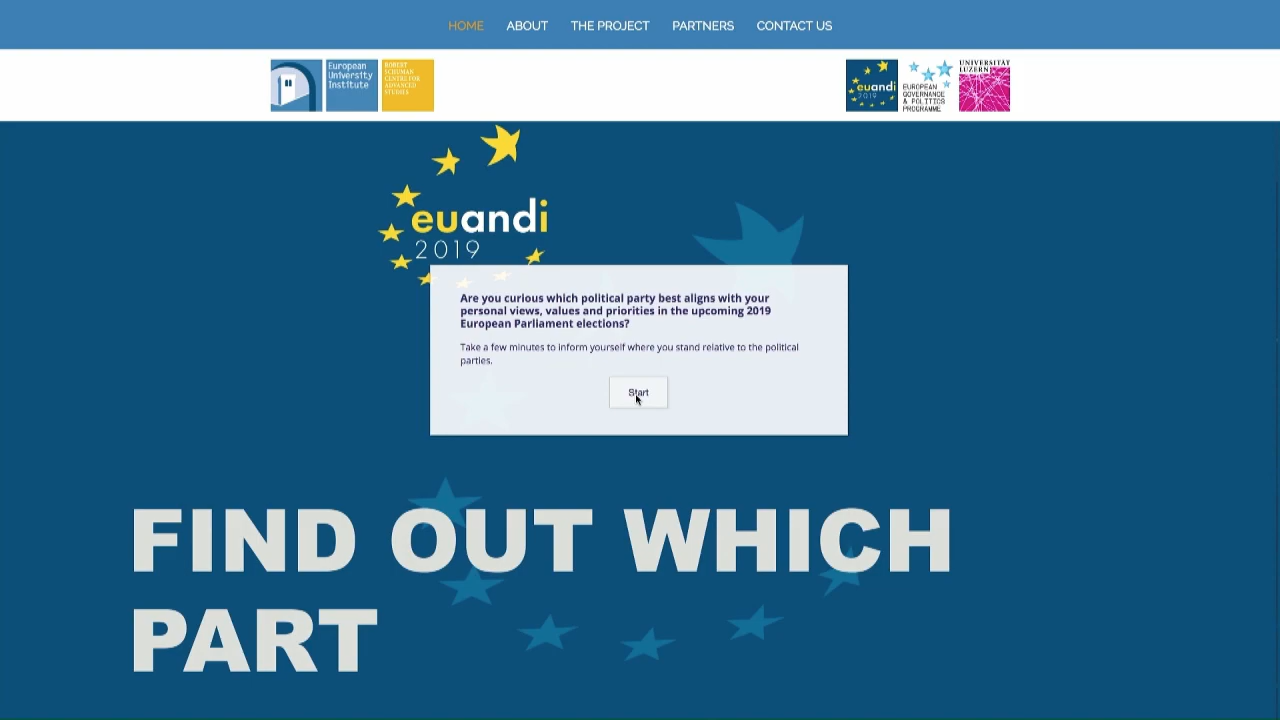 HOME ABOUT THE PROJECT PARTNERS CONTACT US
European
University
Institute
ROBERT
SCHUMAN
CENTRE FOR
ADVANCED
STUDIES
euandi
2019
EUROPEAN
GOVERNANCE
& POLITICS
PROGRAMME
UNIVERSITÄT
LUZERN
euandi
2019
Are you curious which political party best aligns with your
personal views, values and priorities in the upcoming 2019
European Parliament elections?
Take a few minutes to inform yourself where you stand relative to the political
parties.
Start
FIND OUT WHICH
PART